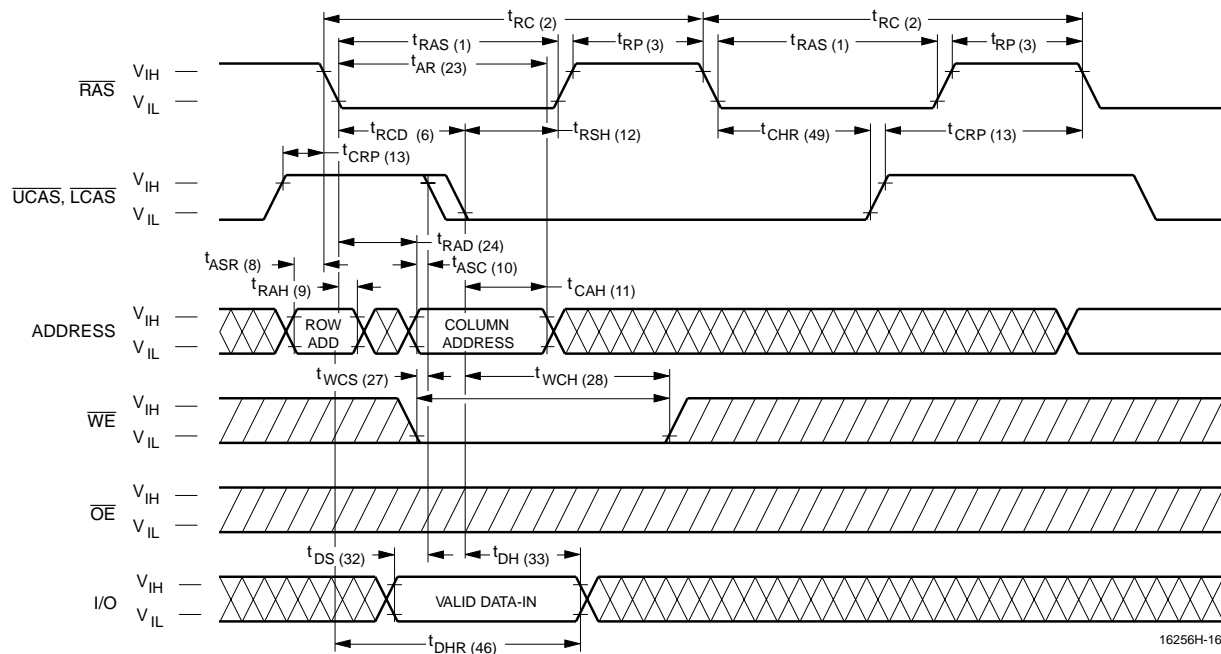 tRC (2) tRC (2)
tRAS (1) tRP (3) tRAS (1) tRP (3)
tAR (23)
RAS VIH
VIL
tRCD (6) tRSH (12) tCHR (49) tCRP (13)
tCRP (13)
UCAS, LCAS VIH
VIL
tRAD (24)
tASR (8) tASC (10)
tRAH (9) tCAH (11)
ADDRESS VIH
VIL
ROW
ADD
COLUMN
ADDRESS
tWCS (27) tWCH (28)
WE VIH
VIL
OE VIH
VIL
tDS (32) tDH (33)
I/O VIH
VIL
VALID DATA-IN
tDHR (46)
16256H-16